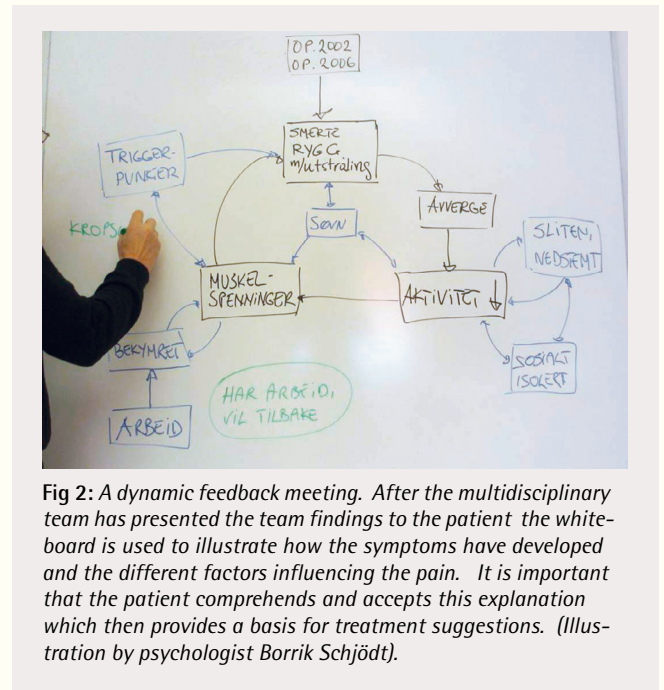 OP. 2002
OP. 2006
SMERTE
RYGG
m/utstråling
TRIGGER-
PUNKER
AVVERGE
KROPS
SØVN
SLITEN,
NEDSTEMT
MUSKEL-
SPENNINGER
AKTIVITET
BEKYMRET
SOSIALT
ISOLERT
HAR ARBEID,
VIL TILBAKE
ARBEID
Fig 2: A dynamic feedback meeting. After the multidisciplinary
team has presented the team findings to the patient the white-
board is used to illustrate how the symptoms have developed
and the different factors influencing the pain. It is important
that the patient comprehends and accepts this explanation
which then provides a basis for treatment suggestions. (Illus-
tration by psychologist Borrik Schjödt).